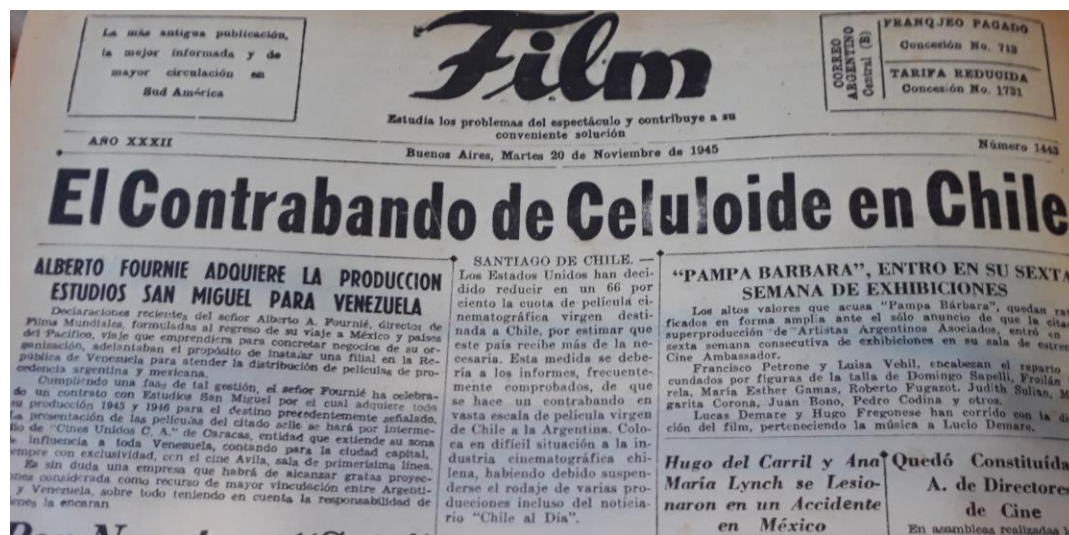 La más antigua publicación,
la mejor informada y de
mayor circulación en
Sud América
Film
Estudia los problemas del espectáculo y contribuye a su
conveniente solución
CORREO
ARGENTINO
Central (B)
FRANQJEO PAGADO
Concesión No. 713
TARIFA REDUCIDA
Concesión No. 1731
AÑO XXXII
Buenos Aires, Martes 20 de Noviembre de 1945
Número 1443
El Contrabando de Celuloide en Chile
ALBERTO FOURNIE ADQUIERE LA PRODUCCION
ESTUDIOS SAN MIGUEL PARA VENEZUELA
Declaraciones recientes del señor Alberto A. Fournié, director de
Films Mundiales, formuladas al regreso de su viaje a México y países
del Pacífico, viaje que emprendiera para concretar negocios de su or-
ganización, adelantaban el propósito de instalar una filial en la Re-
pública de Venezuela para atender la distribución de películas de pro-
cedencia argentina y mexicana.
Cumpliendo una fase de tal gestión, el señor Fournié ha celebra-
do un contrato con Estudios San Miguel por el cual adquiere toda
su producción 1945 y 1946 para el destino precedentemente señalado.
La presentación de las películas del citado sello se hará por interme-
dio de "Cines Unidos C. A." de Caracas, entidad que extiende su zona
influencia a toda Venezuela, contando para la ciudad capital,
empre con exclusividad, con el cine Avila, sala de primerísima línea.
Es sin duda una empresa que habrá de alcanzar gratas proyec-
ones considerada como recurso de mayor vinculación entre Argenti-
y Venezuela, sobre todo teniendo en cuenta la responsabilidad de
enes la encaran
SANTIAGO DE CHILE. —
Los Estados Unidos han deci-
dido reducir en un 66 por
ciento la cuota de película ci-
nematográfica virgen desti-
nada a Chile, por estimar que
este país recibe más de la ne-
cesaria. Esta medida se debe-
ría a los informes, frecuente-
mente comprobados, de que
se hace un contrabando en
vasta escala de película virgen
de Chile a la Argentina. Colo-
ca en difícil situación a la in-
dustria cinematográfica chi-
lena, habiendo debido suspen-
derse el rodaje de varias pro-
ducciones incluso del noticia-
rio "Chile al Día".
"PAMPA BARBARA", ENTRO EN SU SEXTA
SEMANA DE EXHIBICIONES
Los altos valores que acusa "Pampa Bárbara", quedan rat
ficados en forma amplia ante el sólo anuncio de que la citad
superproducción de "Artistas Argentinos Asociados, entró en
sexta semana consecutiva de exhibiciones en su sala de estren
Cine Ambassador.
Francisco Petrone y Luisa Vehil, encabezan el reparto
cundados por figuras de la talla de Domingo Sapelli, Froilán
rela, María Esther Gamas, Roberto Fugazot, Judith Sulian, M
garita Corona, Juan Bono, Pedro Codina y otros.
Lucas Demare y Hugo Fregonese han corrido con la di
ción del film, perteneciendo la música a Lucio Demare.
Hugo del Carril y Ana
María Lynch se Lesio-
naron en un Accidente
en México
Quedó Constituída
A. de Directores
de Cine
En asambleas realizadas